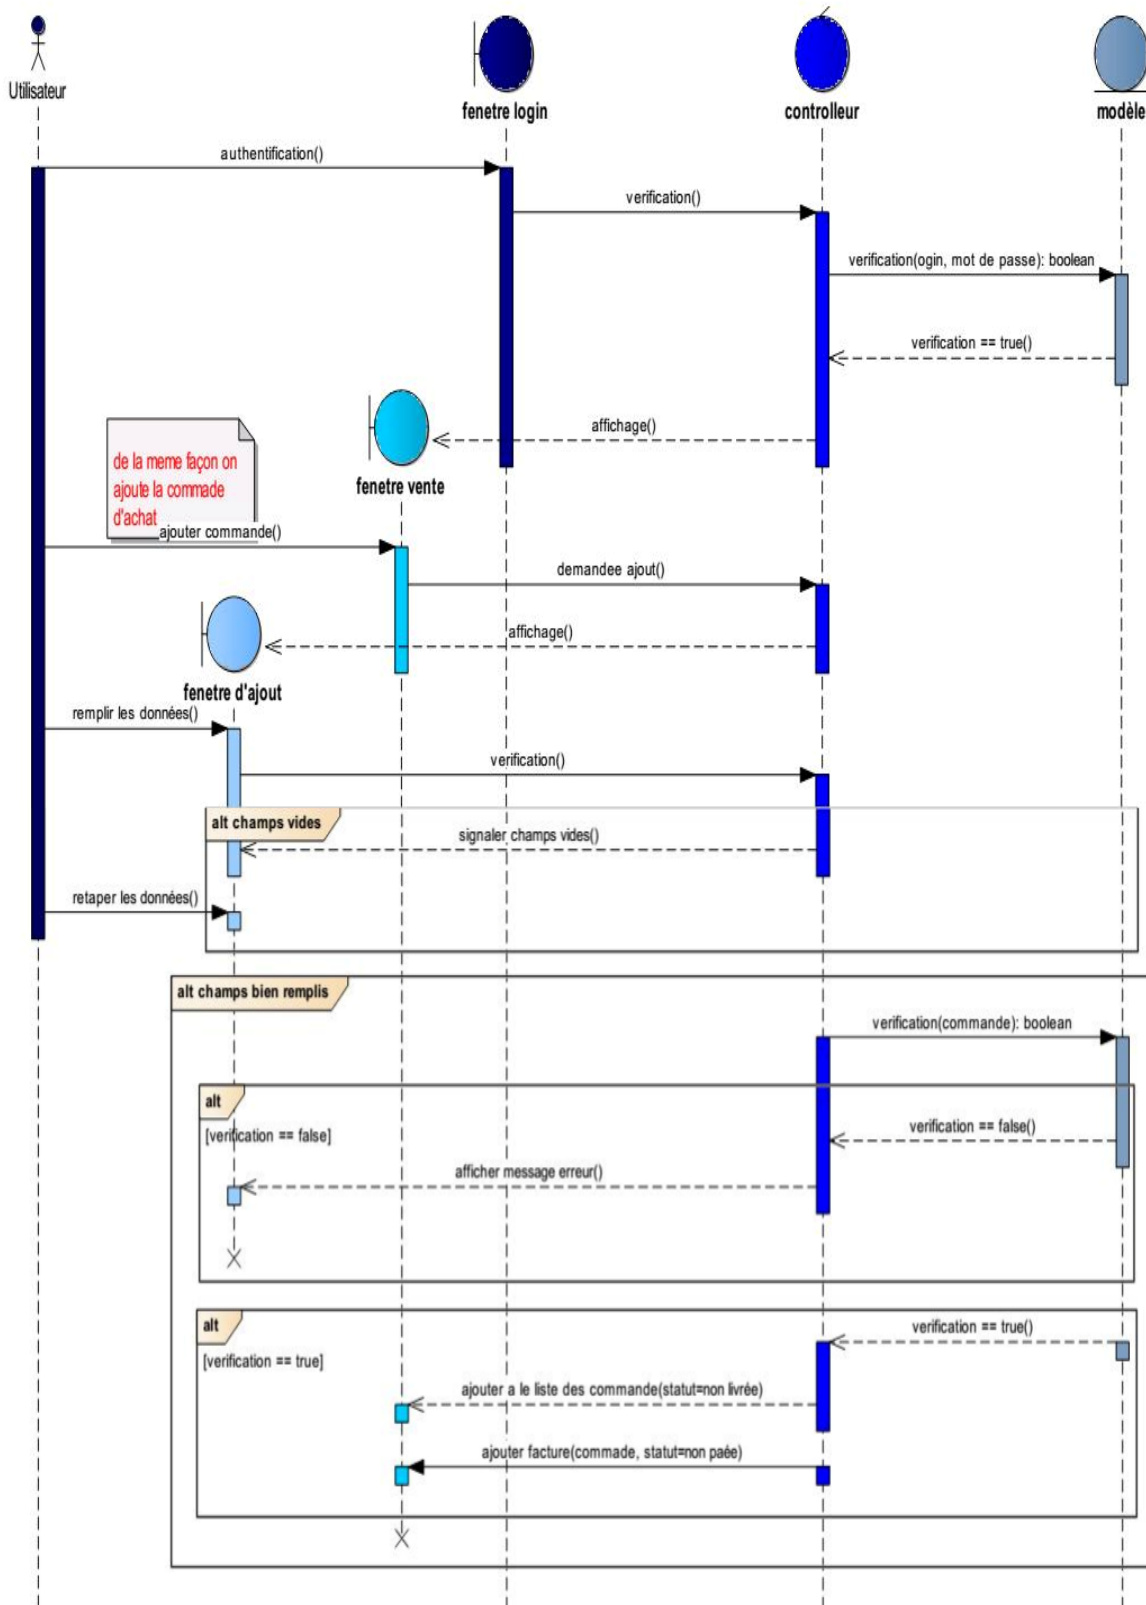 Utilisateur
fenetre login
controlleur
modèle
authentification()
verification()
verification(ogin, mot de passe): boolean
verification == true()
affichage()
fenetre vente
de la meme façon on
ajoute la commade
d'achat
ajouter commande()
demandee ajout()
affichage()
fenetre d'ajout
remplir les données()
verification()
alt champs vides
signaler champs vides()
retaper les données()
alt champs bien remplis
verification(commande): boolean
alt
[verification == false]
verification == false()
afficher message erreur()
alt
[verification == true]
verification == true()
ajouter a le liste des commande(statut=non livrée)
ajouter facture(commade, statut=non paée)